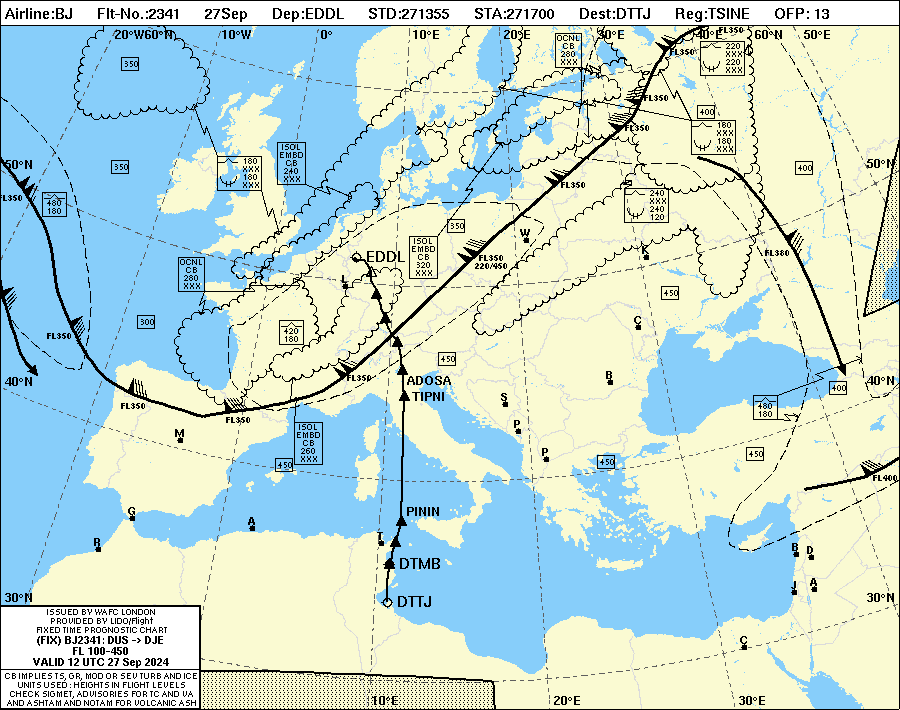 Airline:BJ Flt-No.:2341 27Sep Dep:EDDL STD:271355 STA:271700 Dest:DTTJ Reg:TSINE OFP: 13
20°W60°N 10°W 0° 10°E 20°E 30°E 40°E 60°N 50°E
FL350
350
OCNL
CB
280
XXX
220
XXX
220
XXX
FL350
FL350
400
FL350
180
XXX
180
XXX
ISOL
EMBD
CB
240
XXX
180
XXX
180
XXX
50°N
350
400
50°N
FL350
480
180
FL350
240
XXX
240
120
350
W
ISOL
EMBD
CB
320
XXX
FL350
220/450
FL380
EDDL
OCNL
CB
280
XXX
L
450
300
420
180
C
FL350
450
40°N
FL350
ADOSA
TIPNI
B
400
40°N
FL350
FL350
S
480
180
M
ISOL
EMBD
CB
260
XXX
P
450
450
P
450
FL400
G
A
PININ
R
T
B
D
DTMB
J
A
30°N
DTTJ
30°N
C
ISSUED BY WAFC LONDON
PROVIDED BY LIDO/Flight
FIXED TIME PROGNOSTIC CHART
(FIX) BJ2341: DUS -> DJE
FL 100-450
VALID 12 UTC 27 Sep 2024
CB IMPLIES TS, GR, MOD OR SEV TURB AND ICE
UNITS USED : HEIGHTS IN FLIGHT LEVELS
CHECK SIGMET, ADVISORIES FOR TC AND VA
AND ASHTAM AND NOTAM FOR VOLCANIC ASH
10°E 20°E 30°E